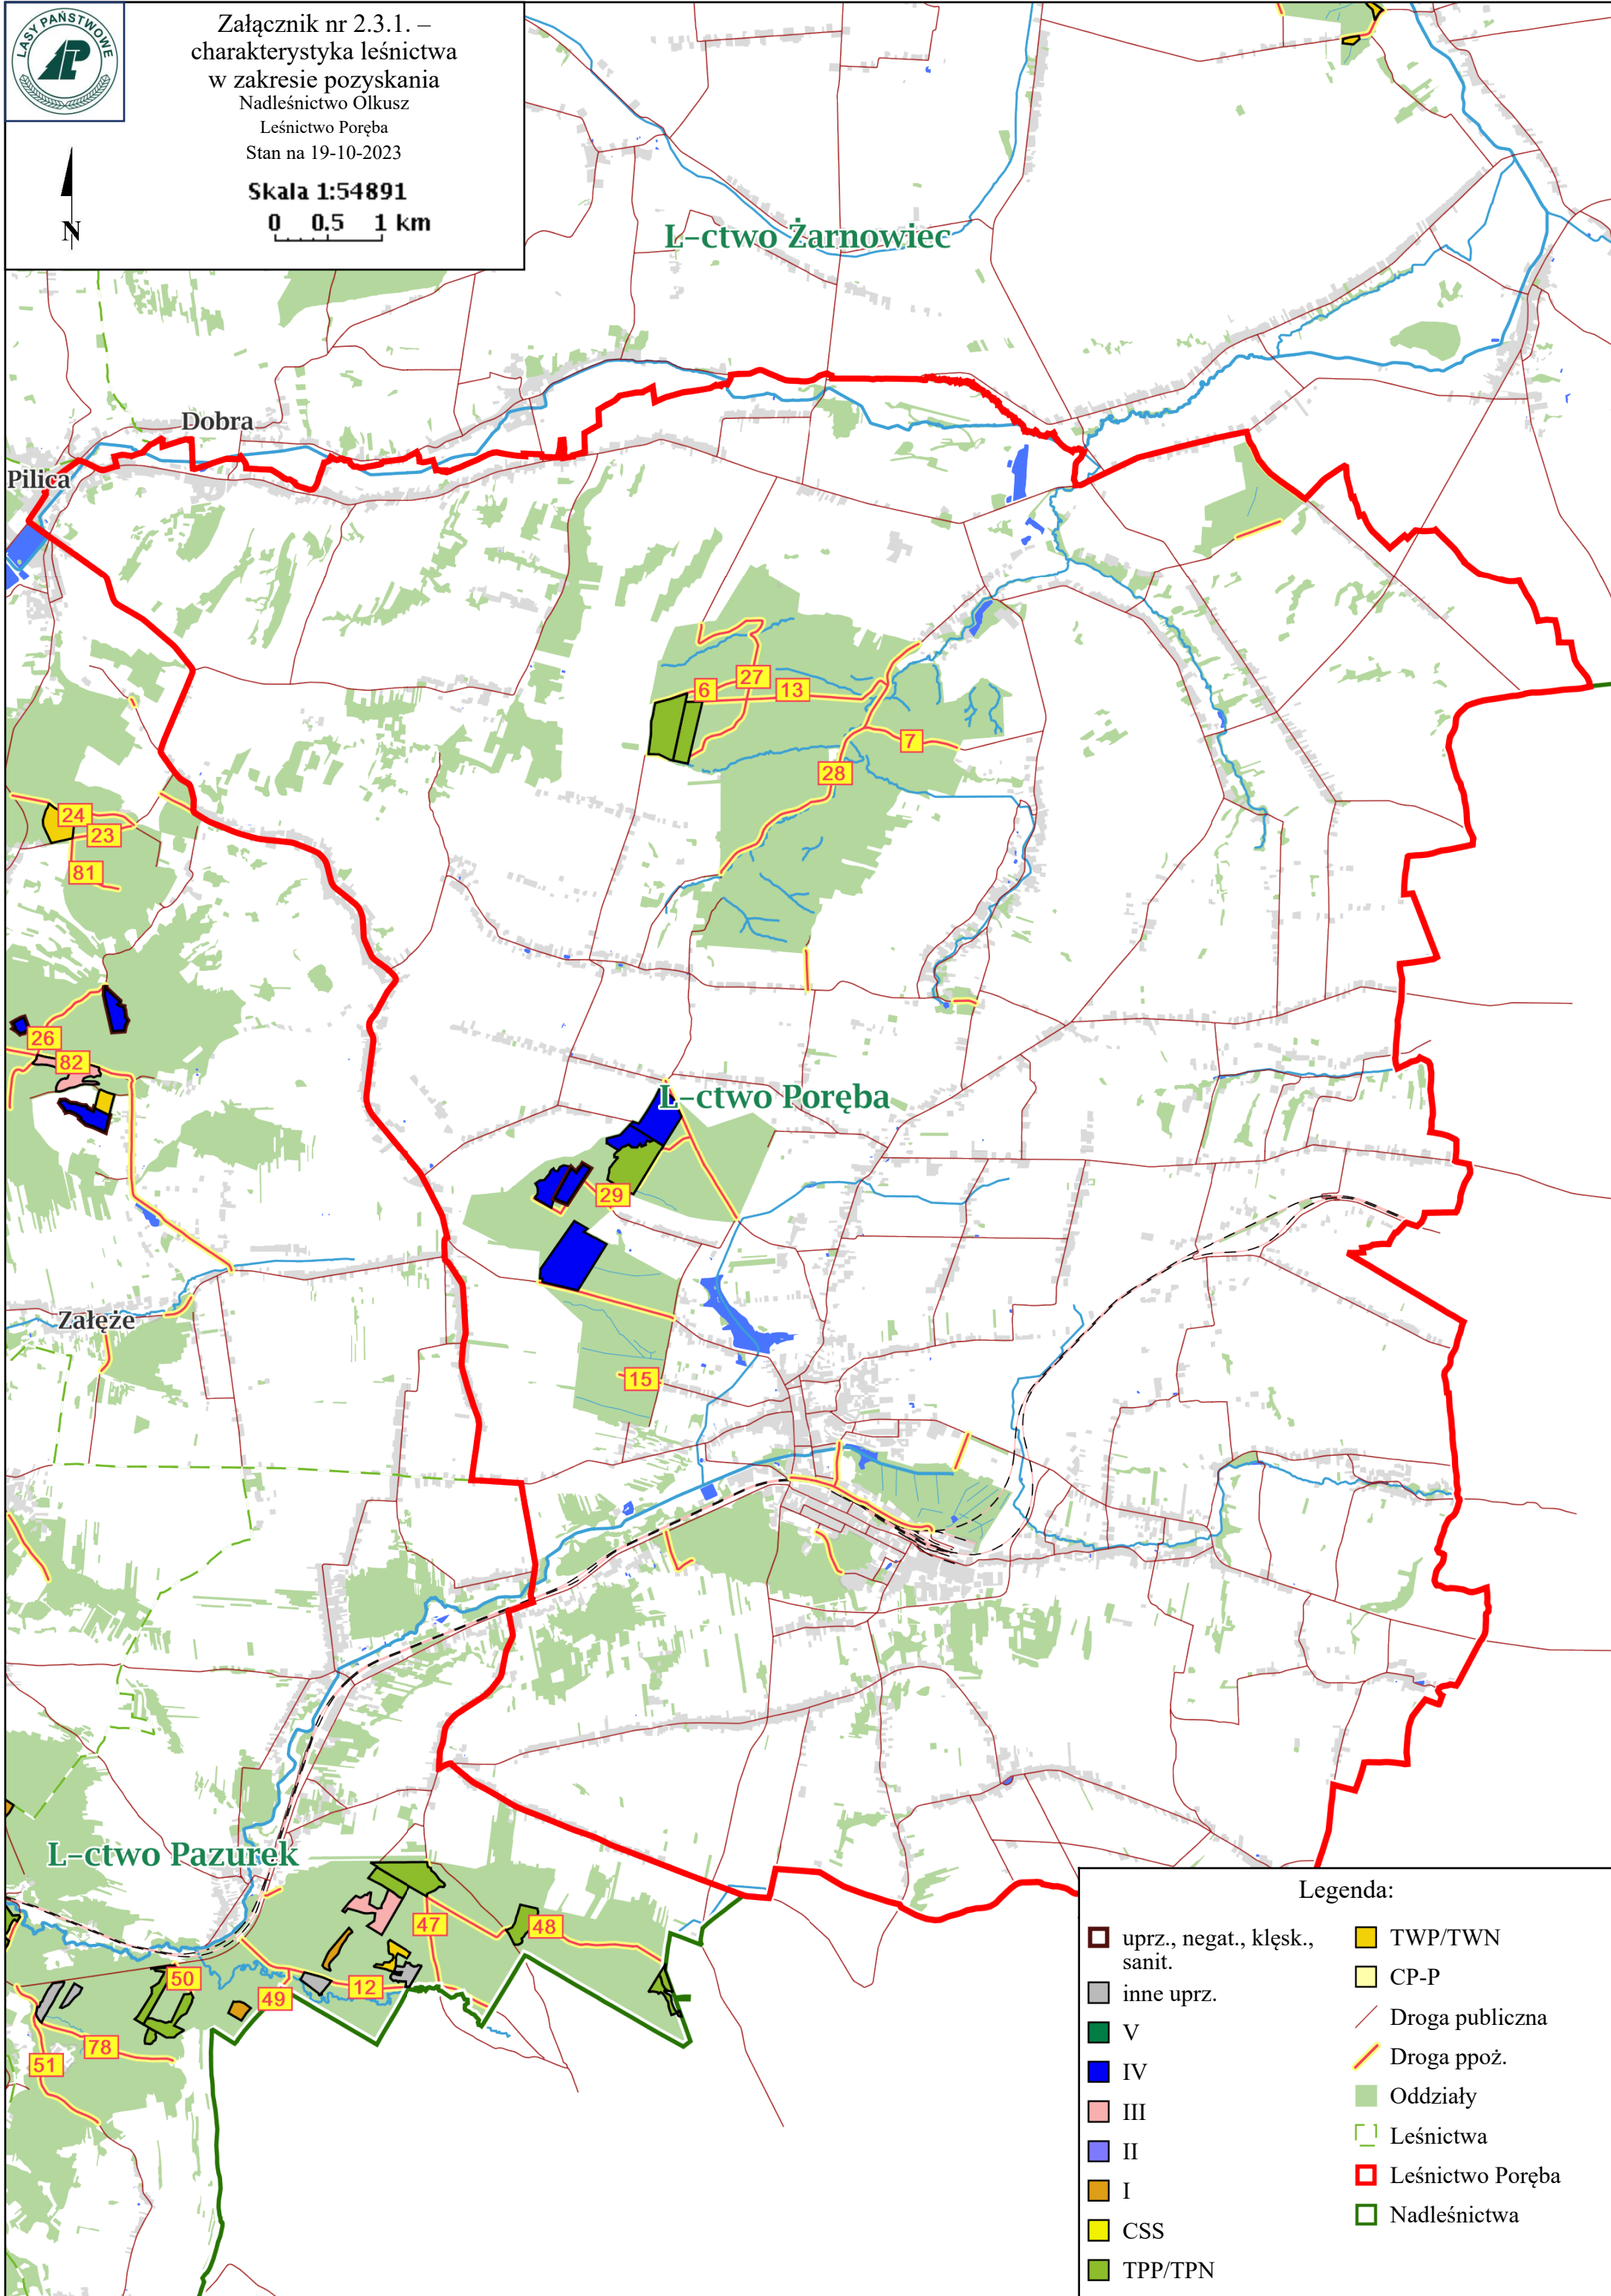 LASY PAŃSTWOWE
Załącznik nr 2.3.1. –
charakterystyka leśnictwa
w zakresie pozyskania
Nadleśnictwo Olkusz
Leśnictwo Poręba
Stan na 19-10-2023
Skala 1:54891
0 0.5 1 km
N
L-ctwo Żarnowiec
Dobra
Pilica
27
6
13
7
28
24
23
81
26
82
L-ctwo Poręba
29
Załęże
15
L-ctwo Pazurek
47
48
50
12
49
78
51
Legenda:
uprz., negat., klęsk.,
sanit.
inne uprz.
V
IV
III
II
I
CSS
TPP/TPN
TWP/TWN
CP-P
Droga publiczna
Droga ppoż.
Oddziały
Leśnictwa
Leśnictwo Poręba
Nadleśnictwa